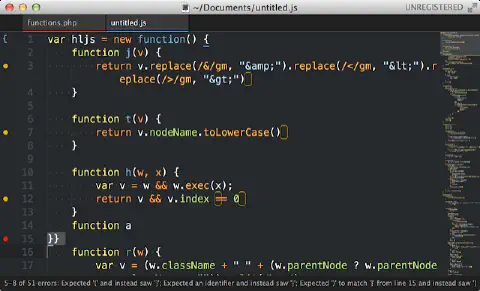 ~/Documents/untitled.js
UNREGISTERED
functions.php
untitled.js
1 var hljs = new function() {
2 function j(v) {
3 return v.replace(/&/gm, "&amp;").replace(/</gm, "&lt;").r
eplace(/>/gm, "&gt;")
4 }
5
6 function t(v) {
7 return v.nodeName.toLowerCase()
8 }
9
10 function h(w, x) {
11 var v = w && w.exec(x);
12 return v && v.index == 0
13 }
14 function a
15 }}
16 function r(w) {
17 var v = (w.className + " " + (w.parentNode ? w.parentNode
5-8 of 51 errors: Expected '(' and instead saw '}'; Expected an identifier and instead saw '}'; Expected ')' to match '(' from line 15 and instead saw